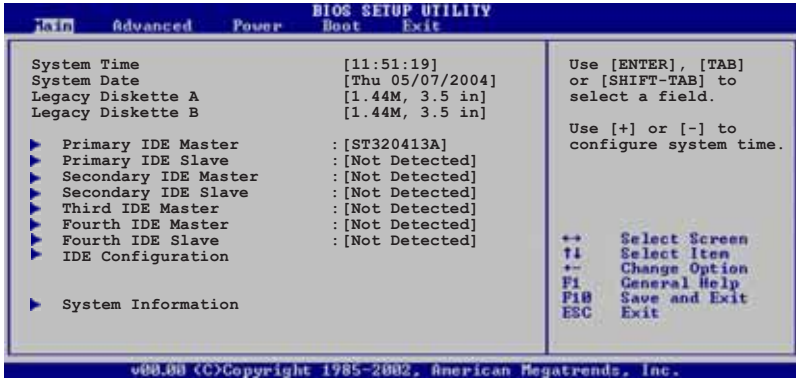 BIOS SETUP UTILITY
Main Advanced Power Boot Exit
System Time [11:51:19]
System Date [Thu 05/07/2004]
Legacy Diskette A [1.44M, 3.5 in]
Legacy Diskette B [1.44M, 3.5 in]
Primary IDE Master :[ST320413A]
Primary IDE Slave :[Not Detected]
Secondary IDE Master :[Not Detected]
Secondary IDE Slave :[Not Detected]
Third IDE Master :[Not Detected]
Fourth IDE Master :[Not Detected]
Fourth IDE Slave :[Not Detected]
IDE Configuration
System Information
Use [ENTER], [TAB]
or [SHIFT-TAB] to
select a field.
Use [+] or [-] to
configure system time.
↔ Select Screen
↑↓ Select Item
+- Change Option
F1 General Help
F10 Save and Exit
ESC Exit
v00.00 (C)Copyright 1985-2002, American Megatrends, Inc.